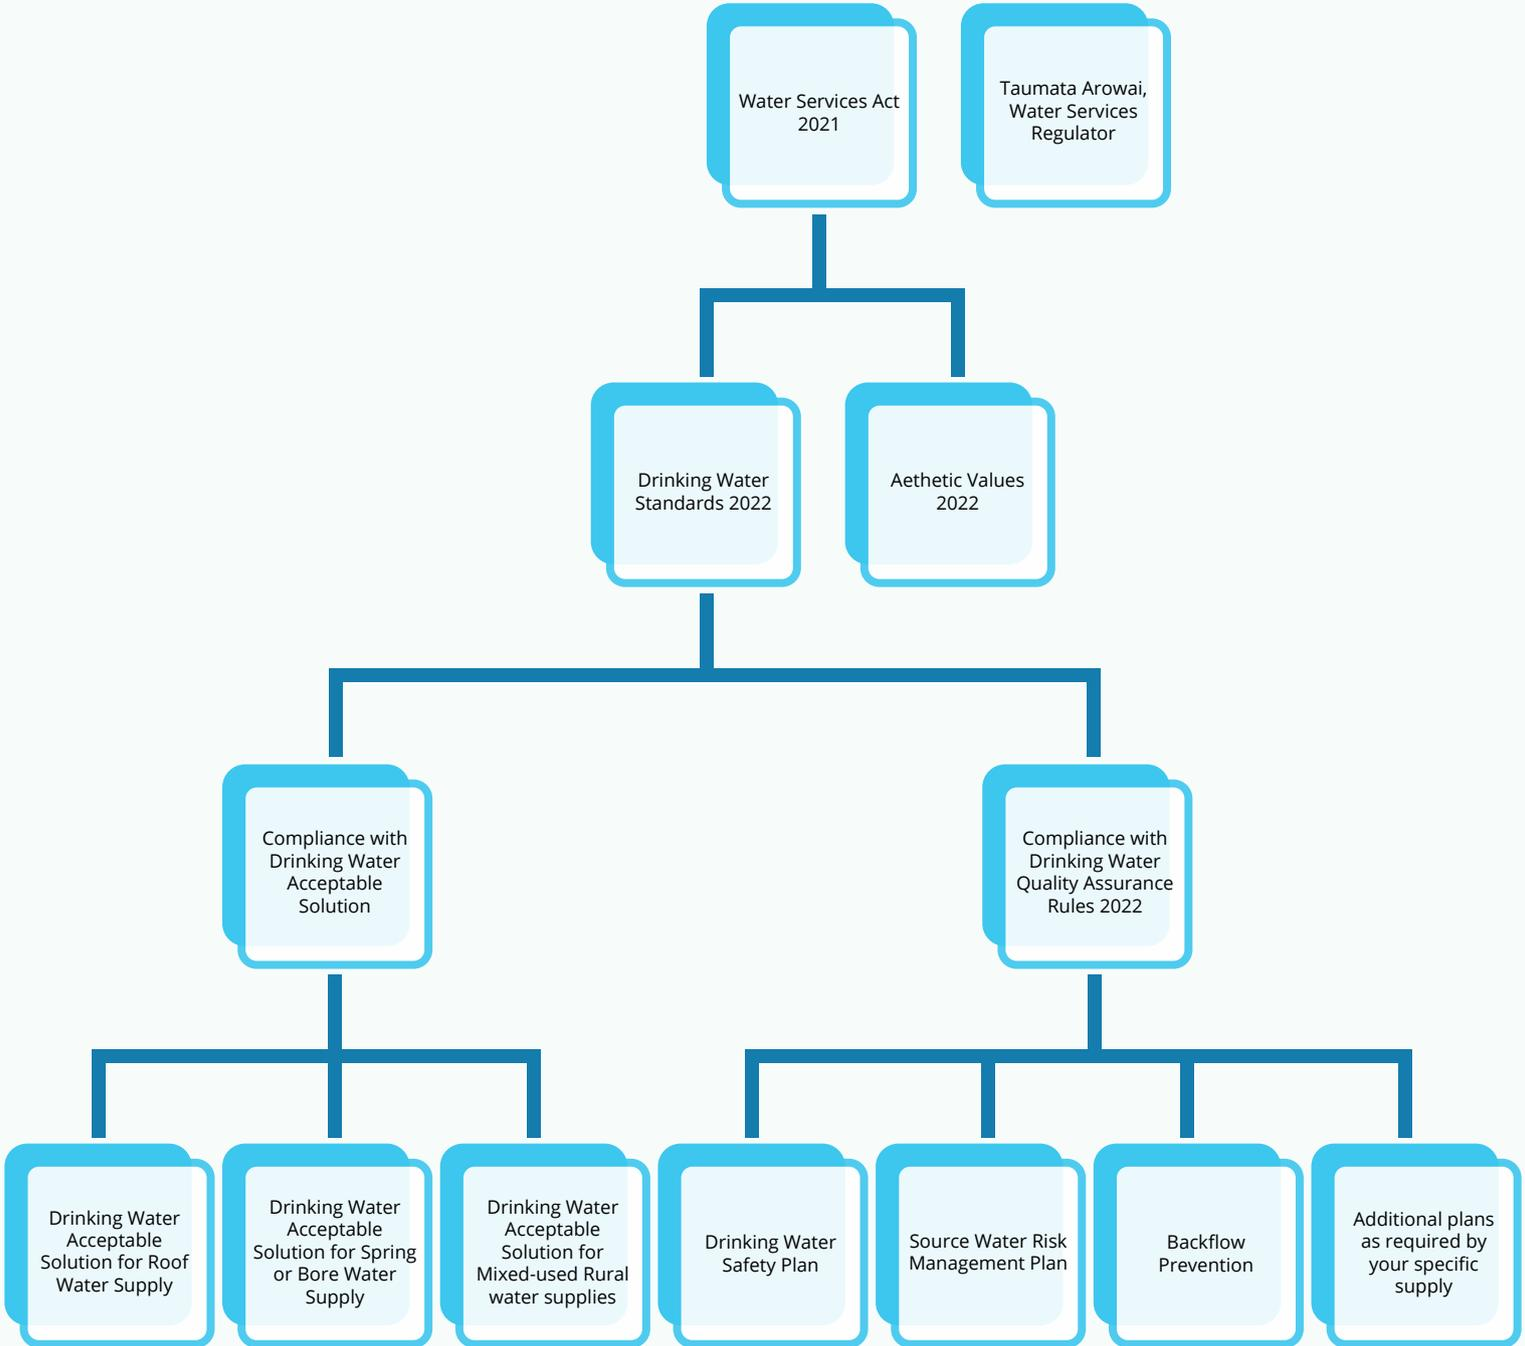 Water Services Act
2021
Taumata Arowai,
Water Services
Regulator
Drinking Water
Standards 2022
Aethetic Values
2022
Compliance with
Drinking Water
Acceptable
Solution
Compliance with
Drinking Water
Quality Assurance
Rules 2022
Drinking Water
Acceptable
Solution for Roof
Water Supply
Drinking Water
Acceptable
Solution for Spring
or Bore Water
Supply
Drinking Water
Acceptable
Solution for
Mixed-used Rural
water supplies
Drinking Water
Safety Plan
Source Water Risk
Management Plan
Backflow
Prevention
Additional plans
as required by
your specific
supply